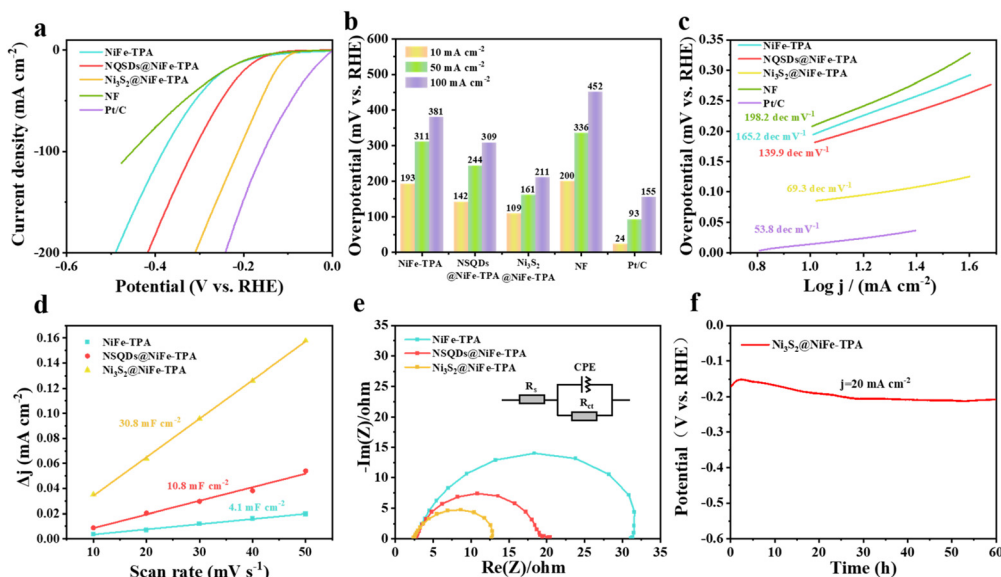 a
Current density (mA cm⁻²)
0
-100
-200
-0.6
-0.4
-0.2
0.0
Potential (V vs. RHE)
NiFe-TPA
NQSDs@NiFe-TPA
Ni₃S₂@NiFe-TPA
NF
Pt/C
b
Overpotential (mV vs. RHE)
600
500
400
300
200
100
0
10 mA cm⁻²
50 mA cm⁻²
100 mA cm⁻²
193
311
381
142
244
309
109
161
211
200
336
452
24
93
155
NiFe-TPA
NSQDs
@NiFe-TPA
Ni₃S₂
@NiFe-TPA
NF
Pt/C
c
Overpotential (mV vs. RHE)
0.35
0.30
0.25
0.20
0.15
0.10
0.05
0.00
NiFe-TPA
NQSDs@NiFe-TPA
Ni₃S₂@NiFe-TPA
NF
Pt/C
198.2 dec mV⁻¹
165.2 dec mV⁻¹
139.9 dec mV⁻¹
69.3 dec mV⁻¹
53.8 dec mV⁻¹
0.8
1.0
1.2
1.4
1.6
Log j / (mA cm⁻²)
d
Δj (mA cm⁻²)
0.16
0.14
0.12
0.10
0.08
0.06
0.04
0.02
0.00
NiFe-TPA
NSQDs@NiFe-TPA
Ni₃S₂@NiFe-TPA
30.8 mF cm⁻²
10.8 mF cm⁻²
4.1 mF cm⁻²
10
20
30
40
50
Scan rate (mV s⁻¹)
e
-Im(Z)/ohm
35
30
25
20
15
10
5
0
NiFe-TPA
NSQDs@NiFe-TPA
Ni₃S₂@NiFe-TPA
CPE
Rₛ
R꜀ₜ
0
10
20
30
40
Re(Z)/ohm
f
Potential（V vs. RHE)
0.0
-0.1
-0.2
-0.3
-0.4
-0.5
-0.6
Ni₃S₂@NiFe-TPA
j=20 mA cm⁻²
0
10
20
30
40
50
60
Time (h)